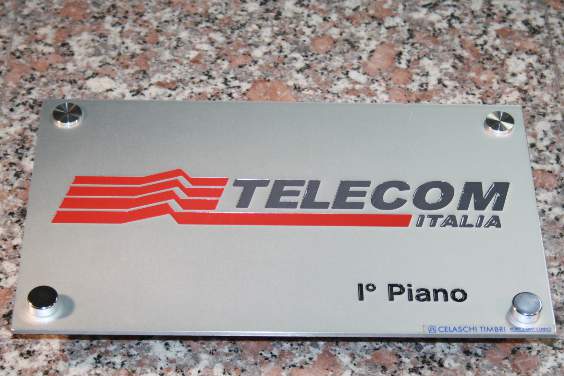 TELECOM
ITALIA
I° Piano
CELASCHI TIMBRI